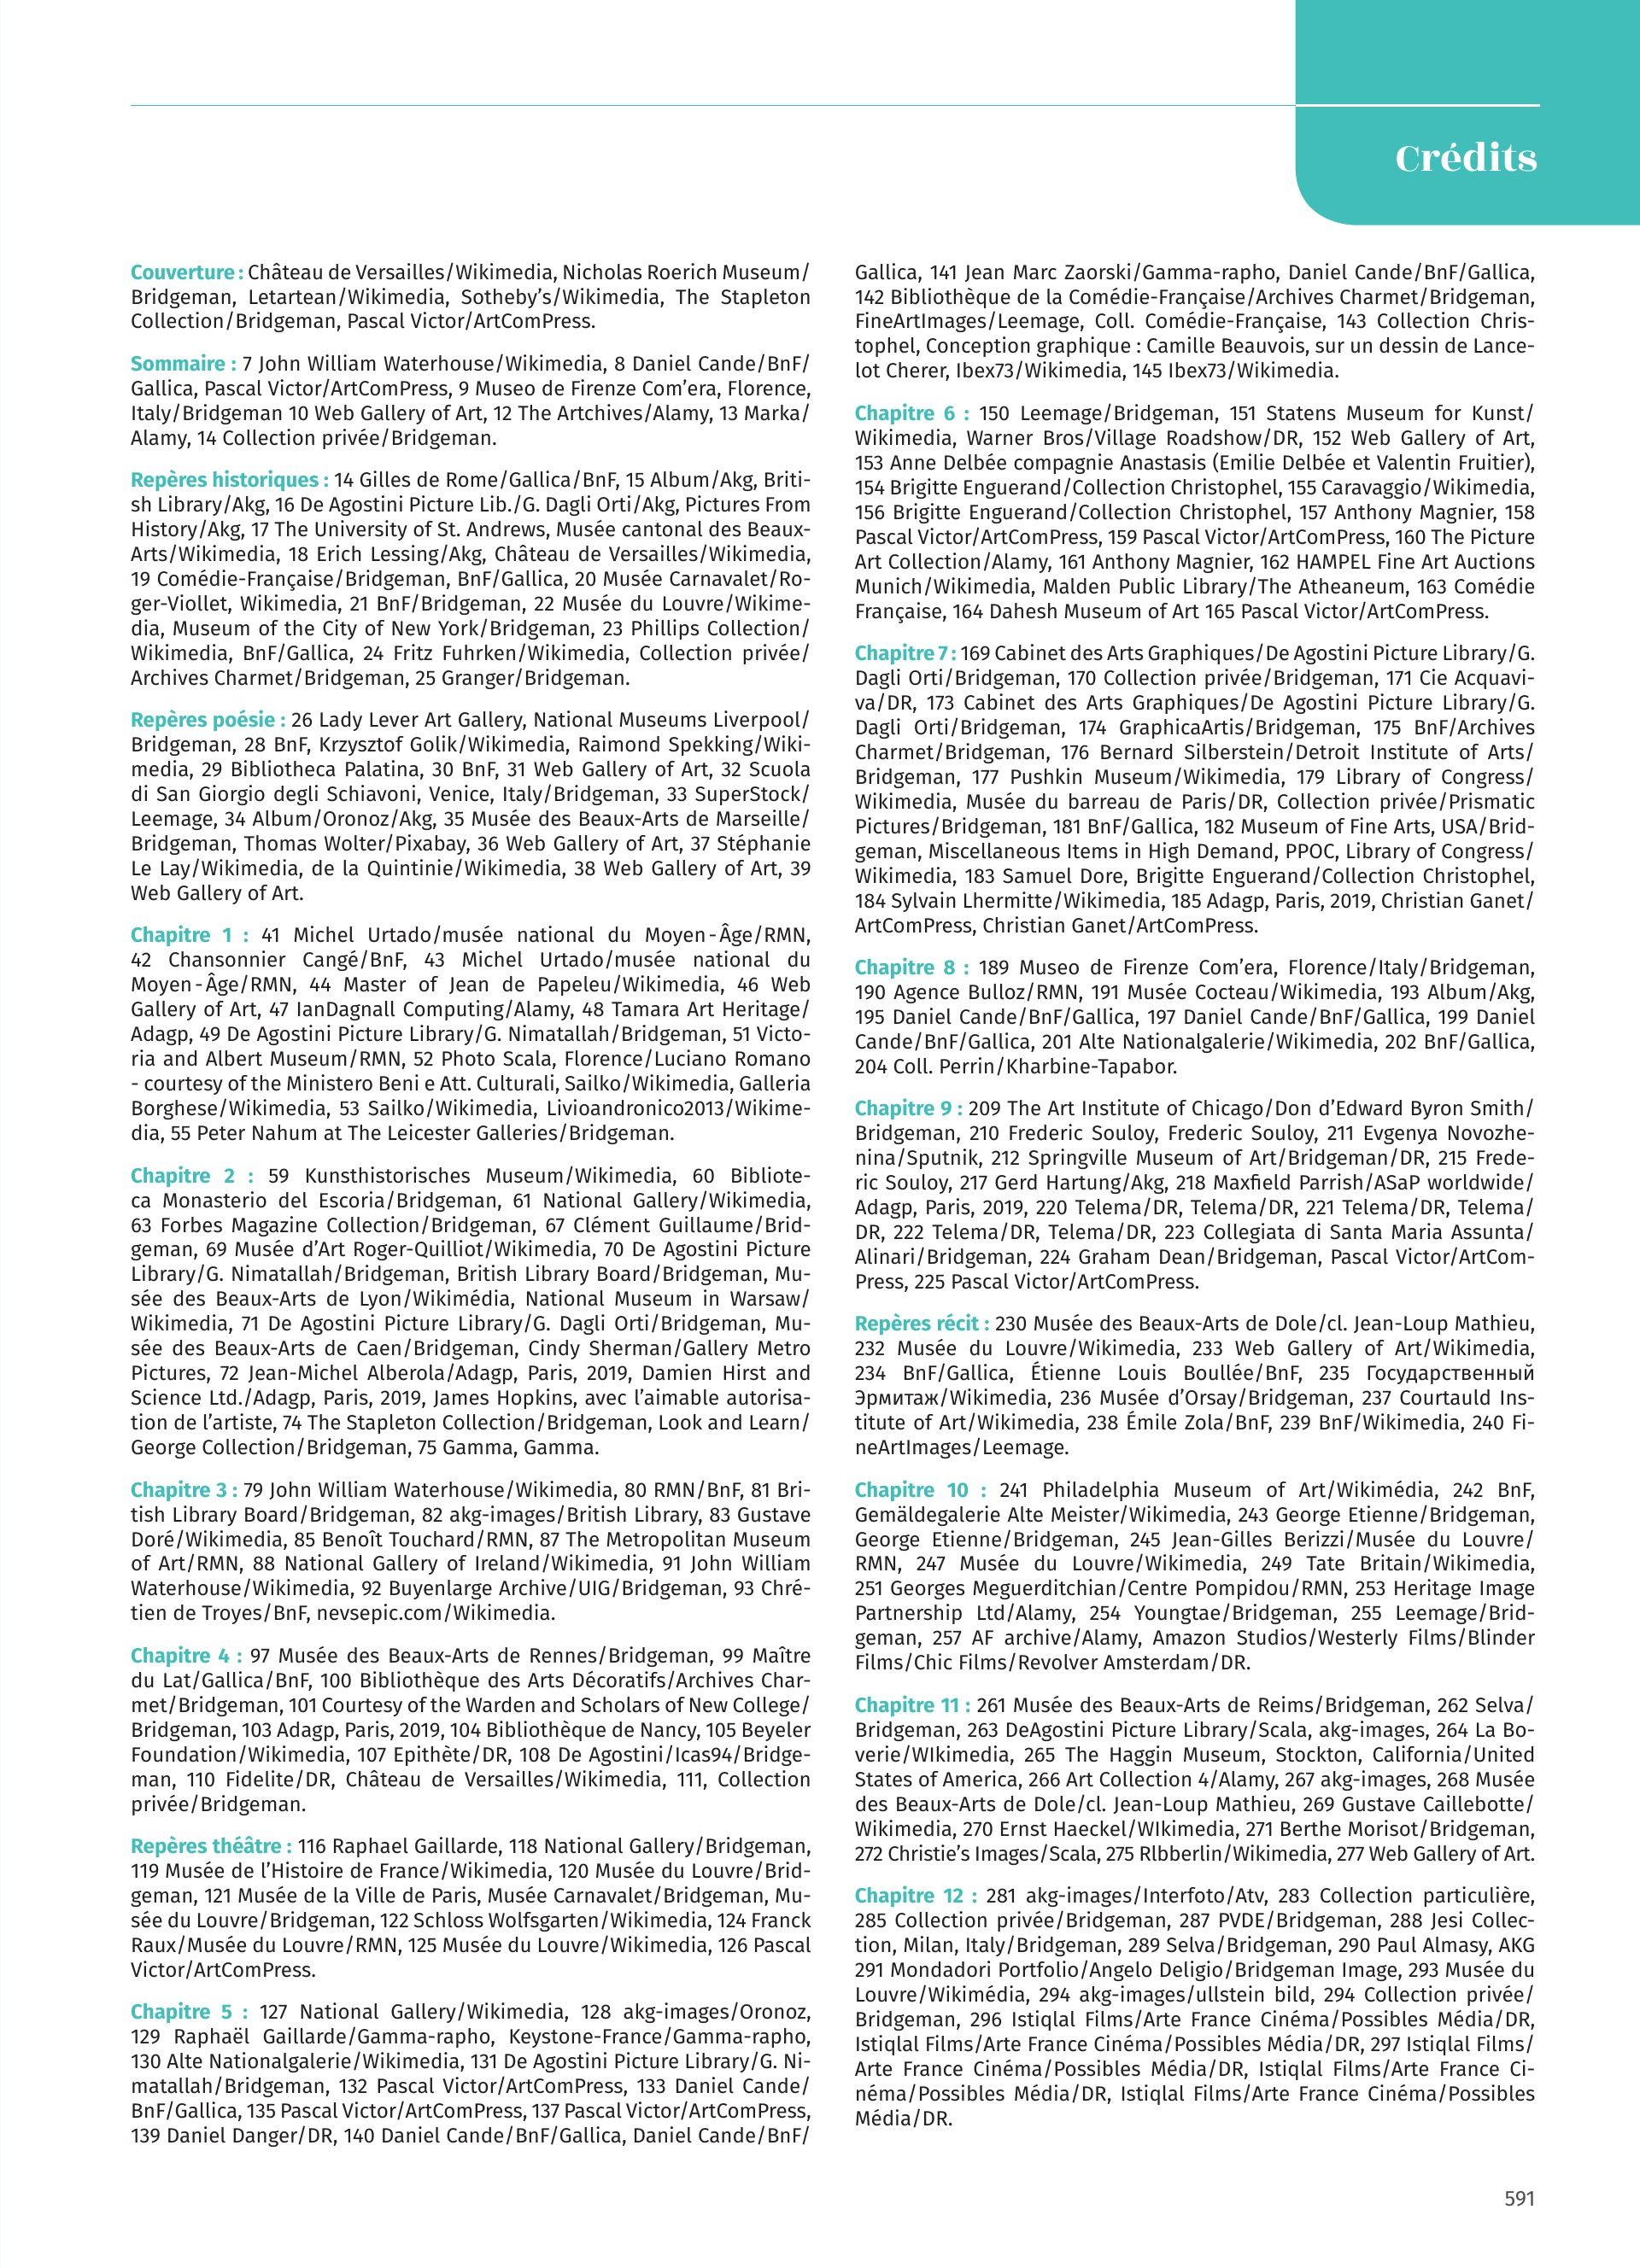 Crédits
Couverture : Château de Versailles/Wikimedia, Nicholas Roerich Museum/
Bridgeman, Letartean/Wikimedia, Sotheby’s/Wikimedia, The Stapleton
Collection/Bridgeman, Pascal Victor/ArtComPress.
Sommaire : 7 John William Waterhouse/Wikimedia, 8 Daniel Cande/BnF/
Gallica, Pascal Victor/ArtComPress, 9 Museo de Firenze Com’era, Florence,
Italy/Bridgeman 10 Web Gallery of Art, 12 The Artchives/Alamy, 13 Marka/
Alamy, 14 Collection privée/Bridgeman.
Repères historiques : 14 Gilles de Rome/Gallica/BnF, 15 Album/Akg, Briti-
sh Library/Akg, 16 De Agostini Picture Lib./G. Dagli Orti/Akg, Pictures From
History/Akg, 17 The University of St. Andrews, Musée cantonal des Beaux-
Arts/Wikimedia, 18 Erich Lessing/Akg, Château de Versailles/Wikimedia,
19 Comédie-Française/Bridgeman, BnF/Gallica, 20 Musée Carnavalet/Ro-
ger-Viollet, Wikimedia, 21 BnF/Bridgeman, 22 Musée du Louvre/Wikime-
dia, Museum of the City of New York/Bridgeman, 23 Phillips Collection/
Wikimedia, BnF/Gallica, 24 Fritz Fuhrken/Wikimedia, Collection privée/
Archives Charmet/Bridgeman, 25 Granger/Bridgeman.
Repères poésie : 26 Lady Lever Art Gallery, National Museums Liverpool/
Bridgeman, 28 BnF, Krzysztof Golik/Wikimedia, Raimond Spekking/Wiki-
media, 29 Bibliotheca Palatina, 30 BnF, 31 Web Gallery of Art, 32 Scuola
di San Giorgio degli Schiavoni, Venice, Italy/Bridgeman, 33 SuperStock/
Leemage, 34 Album/Oronoz/Akg, 35 Musée des Beaux-Arts de Marseille/
Bridgeman, Thomas Wolter/Pixabay, 36 Web Gallery of Art, 37 Stéphanie
Le Lay/Wikimedia, de la Quintinie/Wikimedia, 38 Web Gallery of Art, 39
Web Gallery of Art.
Chapitre 1 : 41 Michel Urtado/musée national du Moyen-Âge/RMN,
42 Chansonnier Cangé/BnF, 43 Michel Urtado/musée national du
Moyen-Âge/RMN, 44 Master of Jean de Papeleu/Wikimedia, 46 Web
Gallery of Art, 47 IanDagnall Computing/Alamy, 48 Tamara Art Heritage/
Adagp, 49 De Agostini Picture Library/G. Nimatallah/Bridgeman, 51 Victo-
ria and Albert Museum/RMN, 52 Photo Scala, Florence/Luciano Romano
- courtesy of the Ministero Beni e Att. Culturali, Sailko/Wikimedia, Galleria
Borghese/Wikimedia, 53 Sailko/Wikimedia, Livioandronico2013/Wikime-
dia, 55 Peter Nahum at The Leicester Galleries/Bridgeman.
Chapitre 2 : 59 Kunsthistorisches Museum/Wikimedia, 60 Bibliote-
ca Monasterio del Escoria/Bridgeman, 61 National Gallery/Wikimedia,
63 Forbes Magazine Collection/Bridgeman, 67 Clément Guillaume/Brid-
geman, 69 Musée d’Art Roger-Quilliot/Wikimedia, 70 De Agostini Picture
Library/G. Nimatallah/Bridgeman, British Library Board/Bridgeman, Mu-
sée des Beaux-Arts de Lyon/Wikimédia, National Museum in Warsaw/
Wikimedia, 71 De Agostini Picture Library/G. Dagli Orti/Bridgeman, Mu-
sée des Beaux-Arts de Caen/Bridgeman, Cindy Sherman/Gallery Metro
Pictures, 72 Jean-Michel Alberola/Adagp, Paris, 2019, Damien Hirst and
Science Ltd./Adagp, Paris, 2019, James Hopkins, avec l’aimable autorisa-
tion de l’artiste, 74 The Stapleton Collection/Bridgeman, Look and Learn/
George Collection/Bridgeman, 75 Gamma, Gamma.
Chapitre 3 : 79 John William Waterhouse/Wikimedia, 80 RMN/BnF, 81 Bri-
tish Library Board/Bridgeman, 82 akg-images/British Library, 83 Gustave
Doré/Wikimedia, 85 Benoît Touchard/RMN, 87 The Metropolitan Museum
of Art/RMN, 88 National Gallery of Ireland/Wikimedia, 91 John William
Waterhouse/Wikimedia, 92 Buyenlarge Archive/UIG/Bridgeman, 93 Chré-
tien de Troyes/BnF, nevsepic.com/Wikimedia.
Chapitre 4 : 97 Musée des Beaux-Arts de Rennes/Bridgeman, 99 Maître
du Lat/Gallica/BnF, 100 Bibliothèque des Arts Décoratifs/Archives Char-
met/Bridgeman, 101 Courtesy of the Warden and Scholars of New College/
Bridgeman, 103 Adagp, Paris, 2019, 104 Bibliothèque de Nancy, 105 Beyeler
Foundation/Wikimedia, 107 Epithète/DR, 108 De Agostini/Icas94/Bridge-
man, 110 Fidelite/DR, Château de Versailles/Wikimedia, 111, Collection
privée/Bridgeman.
Repères théâtre : 116 Raphael Gaillarde, 118 National Gallery/Bridgeman,
119 Musée de l’Histoire de France/Wikimedia, 120 Musée du Louvre/Brid-
geman, 121 Musée de la Ville de Paris, Musée Carnavalet/Bridgeman, Mu-
sée du Louvre/Bridgeman, 122 Schloss Wolfsgarten/Wikimedia, 124 Franck
Raux/Musée du Louvre/RMN, 125 Musée du Louvre/Wikimedia, 126 Pascal
Victor/ArtComPress.
Chapitre 5 : 127 National Gallery/Wikimedia, 128 akg-images/Oronoz,
129 Raphaël Gaillarde/Gamma-rapho, Keystone-France/Gamma-rapho,
130 Alte Nationalgalerie/Wikimedia, 131 De Agostini Picture Library/G. Ni-
matallah/Bridgeman, 132 Pascal Victor/ArtComPress, 133 Daniel Cande/
BnF/Gallica, 135 Pascal Victor/ArtComPress, 137 Pascal Victor/ArtComPress,
139 Daniel Danger/DR, 140 Daniel Cande/BnF/Gallica, Daniel Cande/BnF/
Gallica, 141 Jean Marc Zaorski/Gamma-rapho, Daniel Cande/BnF/Gallica,
142 Bibliothèque de la Comédie-Française/Archives Charmet/Bridgeman,
FineArtImages/Leemage, Coll. Comédie-Française, 143 Collection Chris-
tophel, Conception graphique : Camille Beauvois, sur un dessin de Lance-
lot Cherer, Ibex73/Wikimedia, 145 Ibex73/Wikimedia.
Chapitre 6 : 150 Leemage/Bridgeman, 151 Statens Museum for Kunst/
Wikimedia, Warner Bros/Village Roadshow/DR, 152 Web Gallery of Art,
153 Anne Delbée compagnie Anastasis (Emilie Delbée et Valentin Fruitier),
154 Brigitte Enguerand/Collection Christophel, 155 Caravaggio/Wikimedia,
156 Brigitte Enguerand/Collection Christophel, 157 Anthony Magnier, 158
Pascal Victor/ArtComPress, 159 Pascal Victor/ArtComPress, 160 The Picture
Art Collection/Alamy, 161 Anthony Magnier, 162 HAMPEL Fine Art Auctions
Munich/Wikimedia, Malden Public Library/The Atheaneum, 163 Comédie
Française, 164 Dahesh Museum of Art 165 Pascal Victor/ArtComPress.
Chapitre 7 : 169 Cabinet des Arts Graphiques/De Agostini Picture Library/G.
Dagli Orti/Bridgeman, 170 Collection privée/Bridgeman, 171 Cie Acquavi-
va/DR, 173 Cabinet des Arts Graphiques/De Agostini Picture Library/G.
Dagli Orti/Bridgeman, 174 GraphicaArtis/Bridgeman, 175 BnF/Archives
Charmet/Bridgeman, 176 Bernard Silberstein/Detroit Institute of Arts/
Bridgeman, 177 Pushkin Museum/Wikimedia, 179 Library of Congress/
Wikimedia, Musée du barreau de Paris/DR, Collection privée/Prismatic
Pictures/Bridgeman, 181 BnF/Gallica, 182 Museum of Fine Arts, USA/Brid-
geman, Miscellaneous Items in High Demand, PPOC, Library of Congress/
Wikimedia, 183 Samuel Dore, Brigitte Enguerand/Collection Christophel,
184 Sylvain Lhermitte/Wikimedia, 185 Adagp, Paris, 2019, Christian Ganet/
ArtComPress, Christian Ganet/ArtComPress.
Chapitre 8 : 189 Museo de Firenze Com’era, Florence/Italy/Bridgeman,
190 Agence Bulloz/RMN, 191 Musée Cocteau/Wikimedia, 193 Album/Akg,
195 Daniel Cande/BnF/Gallica, 197 Daniel Cande/BnF/Gallica, 199 Daniel
Cande/BnF/Gallica, 201 Alte Nationalgalerie/Wikimedia, 202 BnF/Gallica,
204 Coll. Perrin/Kharbine-Tapabor.
Chapitre 9 : 209 The Art Institute of Chicago/Don d’Edward Byron Smith/
Bridgeman, 210 Frederic Souloy, Frederic Souloy, 211 Evgenya Novozhe-
nina/Sputnik, 212 Springville Museum of Art/Bridgeman/DR, 215 Frede-
ric Souloy, 217 Gerd Hartung/Akg, 218 Maxfield Parrish/ASaP worldwide/
Adagp, Paris, 2019, 220 Telema/DR, Telema/DR, 221 Telema/DR, Telema/
DR, 222 Telema/DR, Telema/DR, 223 Collegiata di Santa Maria Assunta/
Alinari/Bridgeman, 224 Graham Dean/Bridgeman, Pascal Victor/ArtCom-
Press, 225 Pascal Victor/ArtComPress.
Repères récit : 230 Musée des Beaux-Arts de Dole/cl. Jean-Loup Mathieu,
232 Musée du Louvre/Wikimedia, 233 Web Gallery of Art/Wikimedia,
234 BnF/Gallica, Étienne Louis Boullée/BnF, 235 Государственный
Эрмитаж/Wikimedia, 236 Musée d’Orsay/Bridgeman, 237 Courtauld Ins-
titute of Art/Wikimedia, 238 Émile Zola/BnF, 239 BnF/Wikimedia, 240 Fi-
neArtImages/Leemage.
Chapitre 10 : 241 Philadelphia Museum of Art/Wikimédia, 242 BnF,
Gemäldegalerie Alte Meister/Wikimedia, 243 George Etienne/Bridgeman,
George Etienne/Bridgeman, 245 Jean-Gilles Berizzi/Musée du Louvre/
RMN, 247 Musée du Louvre/Wikimedia, 249 Tate Britain/Wikimedia,
251 Georges Meguerditchian/Centre Pompidou/RMN, 253 Heritage Image
Partnership Ltd/Alamy, 254 Youngtae/Bridgeman, 255 Leemage/Brid-
geman, 257 AF archive/Alamy, Amazon Studios/Westerly Films/Blinder
Films/Chic Films/Revolver Amsterdam/DR.
Chapitre 11 : 261 Musée des Beaux-Arts de Reims/Bridgeman, 262 Selva/
Bridgeman, 263 DeAgostini Picture Library/Scala, akg-images, 264 La Bo-
verie/WIkimedia, 265 The Haggin Museum, Stockton, California/United
States of America, 266 Art Collection 4/Alamy, 267 akg-images, 268 Musée
des Beaux-Arts de Dole/cl. Jean-Loup Mathieu, 269 Gustave Caillebotte/
Wikimedia, 270 Ernst Haeckel/WIkimedia, 271 Berthe Morisot/Bridgeman,
272 Christie’s Images/Scala, 275 Rlbberlin/Wikimedia, 277 Web Gallery of Art.
Chapitre 12 : 281 akg-images/Interfoto/Atv, 283 Collection particulière,
285 Collection privée/Bridgeman, 287 PVDE/Bridgeman, 288 Jesi Collec-
tion, Milan, Italy/Bridgeman, 289 Selva/Bridgeman, 290 Paul Almasy, AKG
291 Mondadori Portfolio/Angelo Deligio/Bridgeman Image, 293 Musée du
Louvre/Wikimédia, 294 akg-images/ullstein bild, 294 Collection privée/
Bridgeman, 296 Istiqlal Films/Arte France Cinéma/Possibles Média/DR,
Istiqlal Films/Arte France Cinéma/Possibles Média/DR, 297 Istiqlal Films/
Arte France Cinéma/Possibles Média/DR, Istiqlal Films/Arte France Ci-
néma/Possibles Média/DR, Istiqlal Films/Arte France Cinéma/Possibles
Média/DR.
591